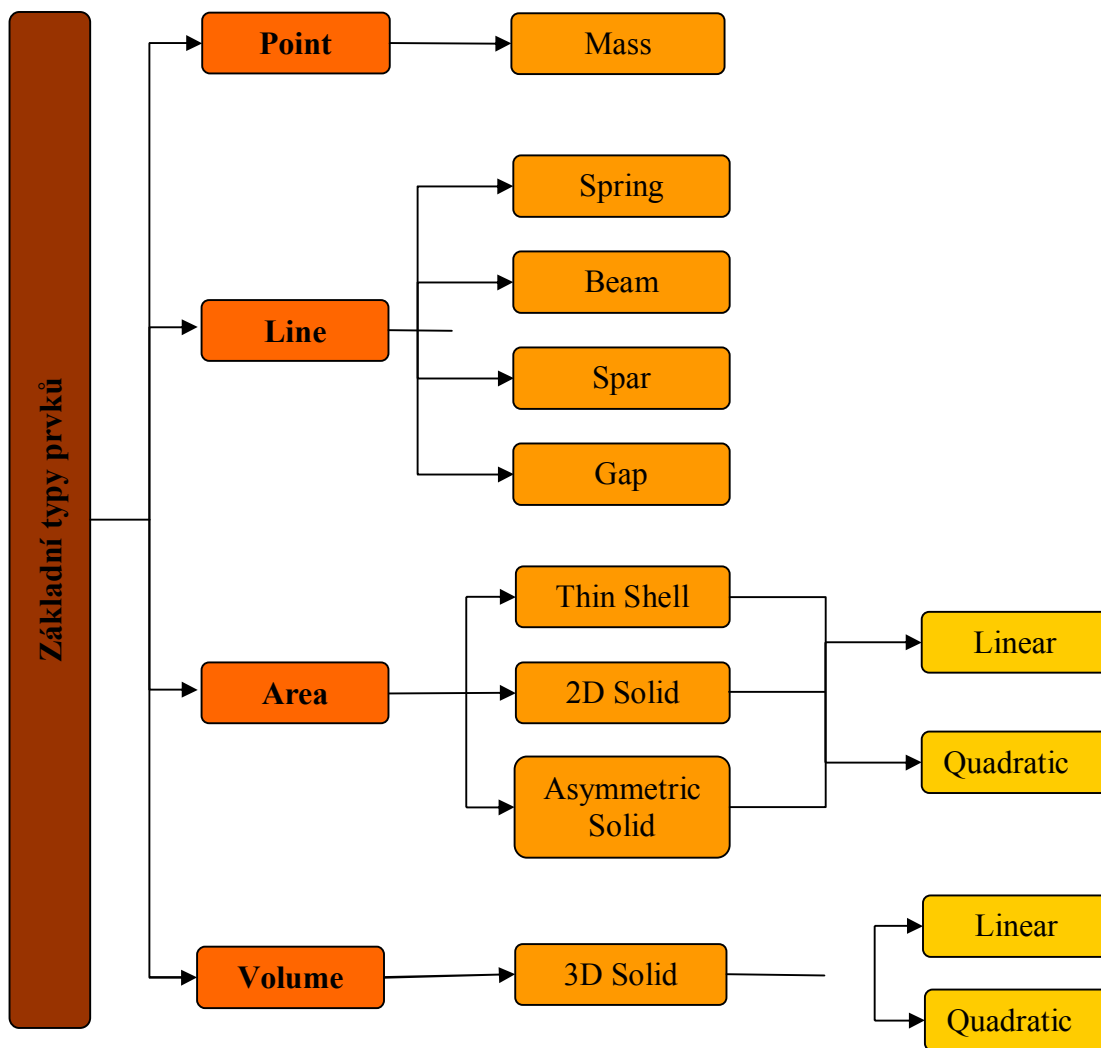 Základní typy prvků
Point
Mass
Line
Spring
Beam
Spar
Gap
Area
Thin Shell
2D Solid
Asymmetric
Solid
Linear
Quadratic
Volume
3D Solid
Linear
Quadratic